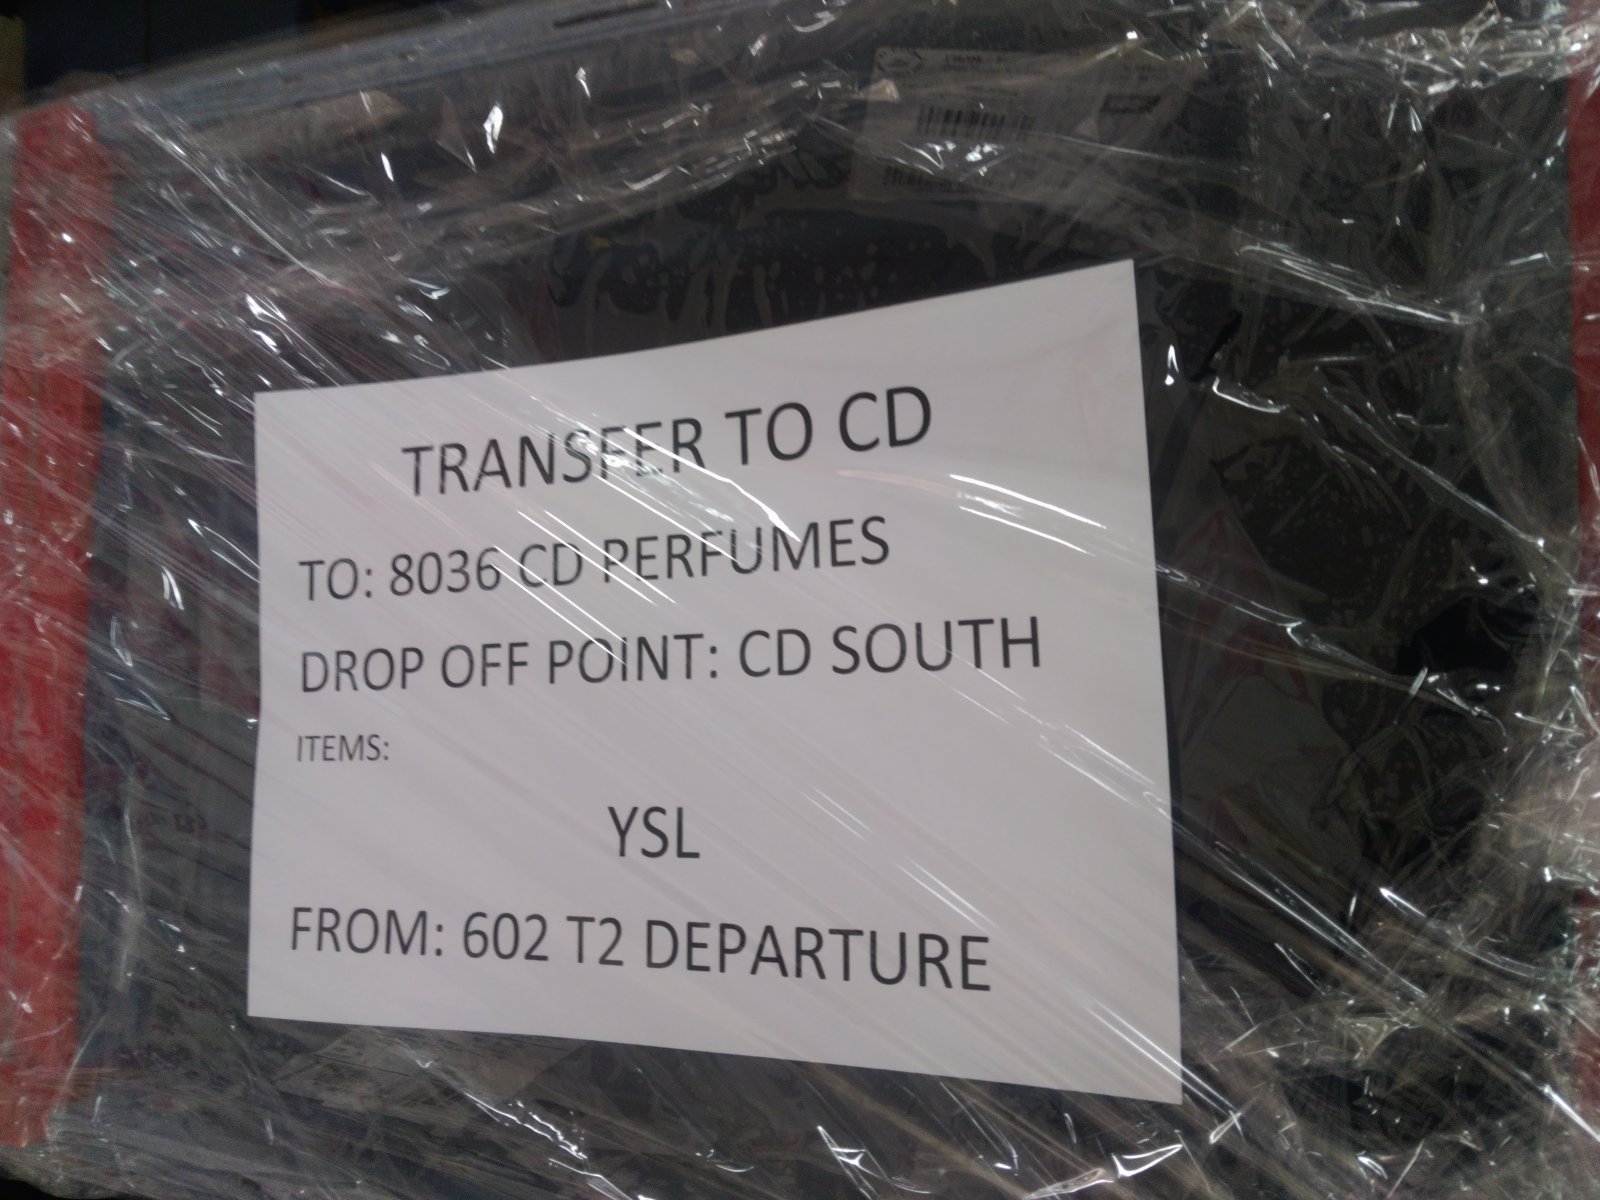 TRANSFER TO CD
TO: 8036 CD PERFUMES
DROP OFF POINT: CD SOUTH
ITEMS:
YSL
FROM: 602 T2 DEPARTURE